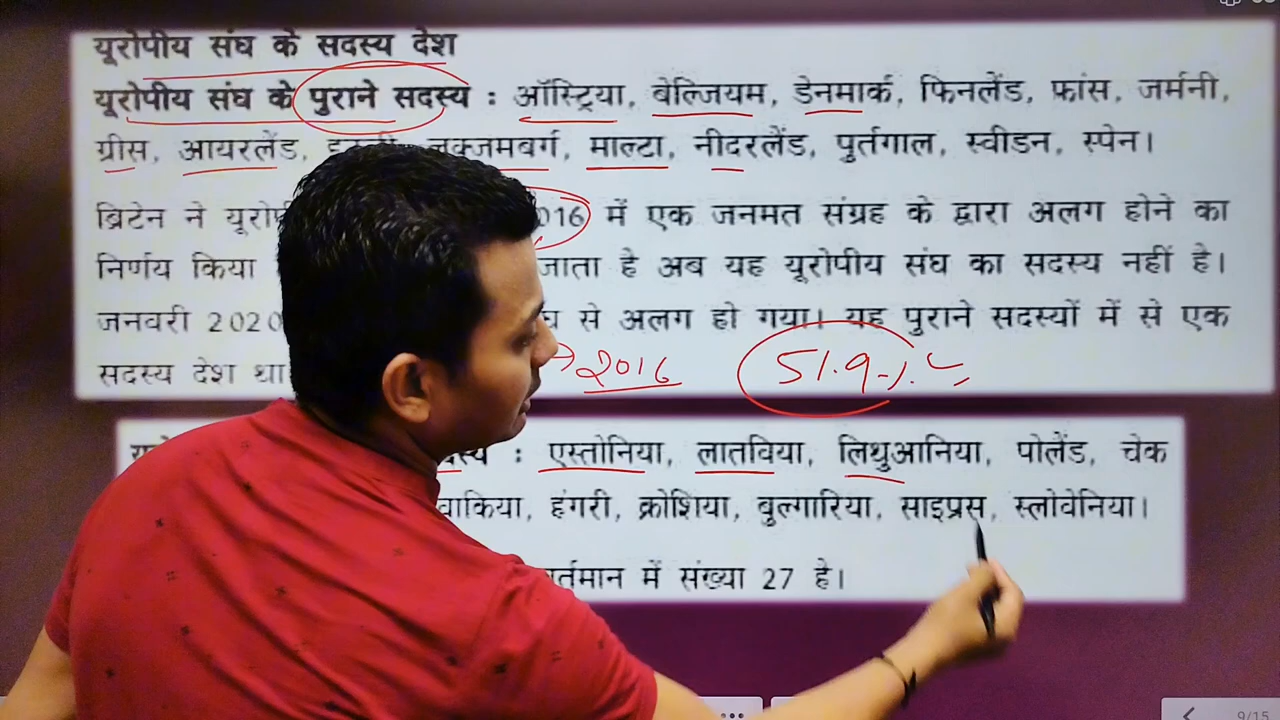 यूरोपीय संघ के सदस्य देश
यूरोपीय संघ के पुराने सदस्य : ऑस्ट्रिया, बेल्जियम, डेनमार्क, फिनलैंड, फ्रांस, जर्मनी,
ग्रीस, आयरलैंड, लक्जमबर्ग, माल्टा, नीदरलैंड, पुर्तगाल, स्वीडन, स्पेन।
ब्रिटेन ने 2016 में एक जनमत संग्रह के द्वारा अलग होने का
निर्णय किया जाता है अब यह यूरोपीय संघ का सदस्य नहीं है।
जनवरी 2020 से अलग हो गया। यह पुराने सदस्यों में से एक
सदस्य देश था
→ 2016 51.9%
: एस्तोनिया, लातविया, लिथुआनिया, पोलैंड, चेक
हंगरी, क्रोशिया, बुल्गारिया, साइप्रस, स्लोवेनिया।
में संख्या 27 है।
9/15